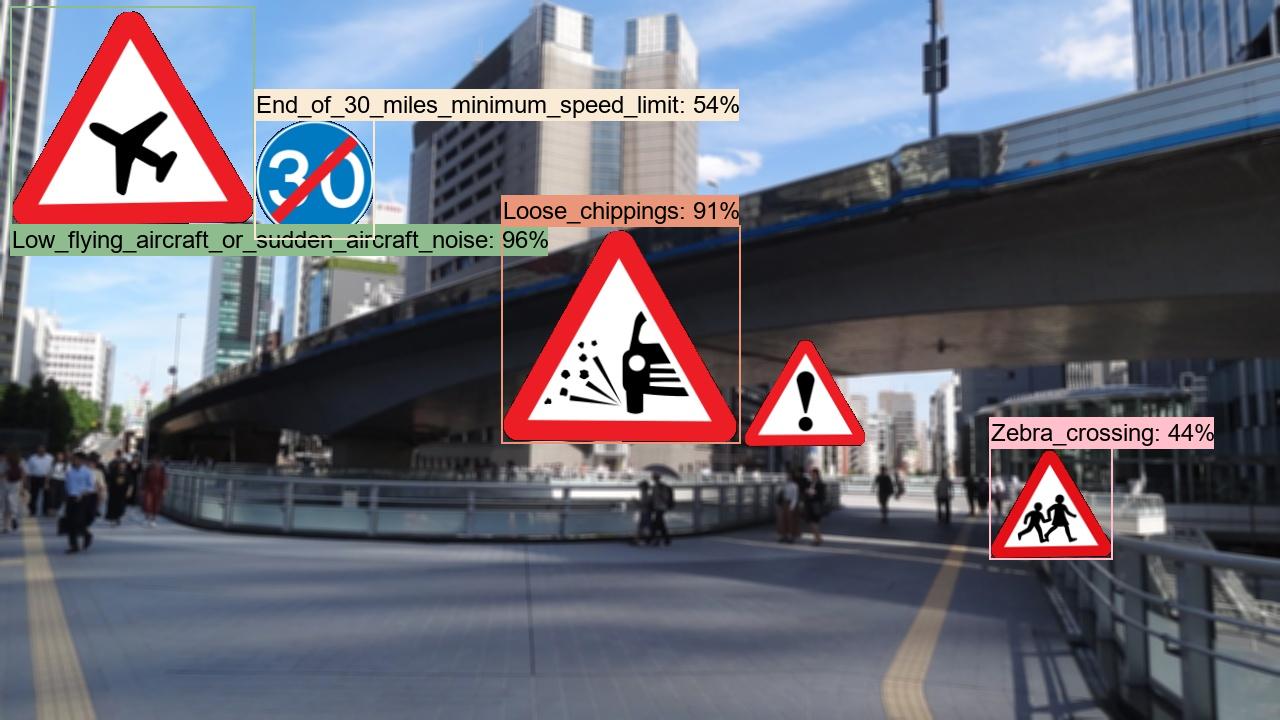 End_of_30_miles_minimum_speed_limit: 54%
30
Loose_chippings: 91%
Low_flying_aircraft_or_sudden_aircraft_noise: 96%
!
Zebra_crossing: 44%